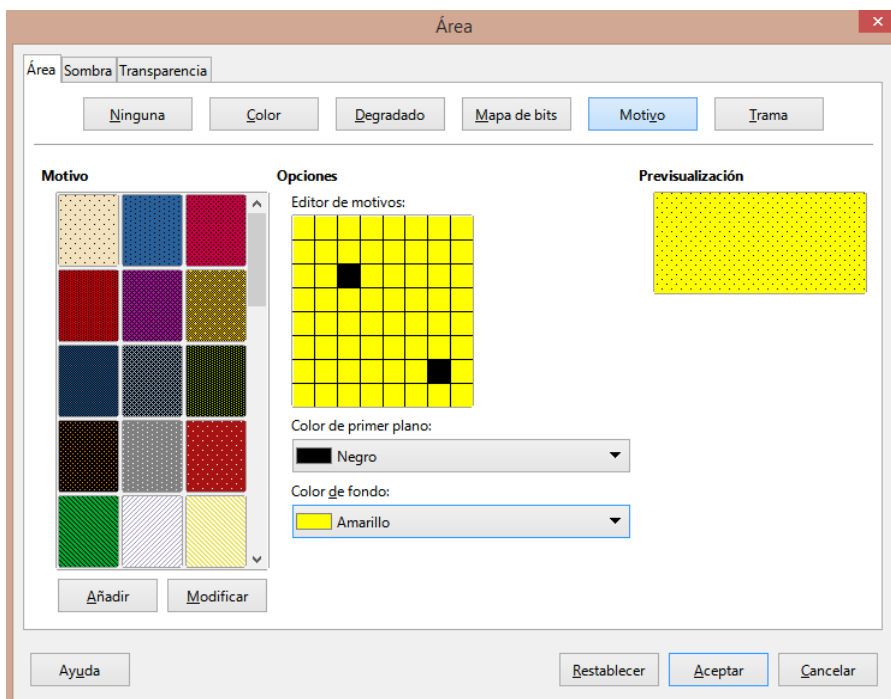 Área
Área Sombra Transparencia
Ninguna Color Degradado Mapa de bits Motivo Trama
Motivo Opciones Previsualización
Editor de motivos:
Color de primer plano:
Negro
Color de fondo:
Amarillo
Añadir Modificar
Ayuda Restablecer Aceptar Cancelar